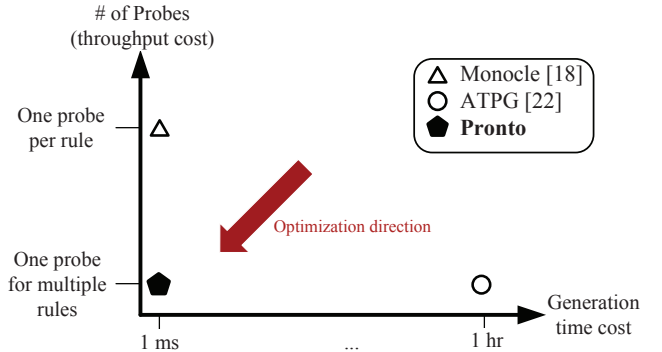 # of Probes
(throughput cost)
Monocle [18]
ATPG [22]
Pronto
One probe
per rule
Optimization direction
One probe
for multiple
rules
Generation
time cost
1 ms
...
1 hr